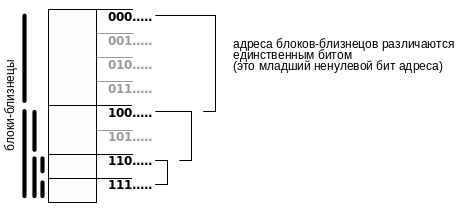 блоки-близнецы
000.....
001.....
010.....
011.....
100.....
101.....
110.....
111.....
адреса блоков-близнецов различаются
единственным битом
(это младший ненулевой бит адреса)